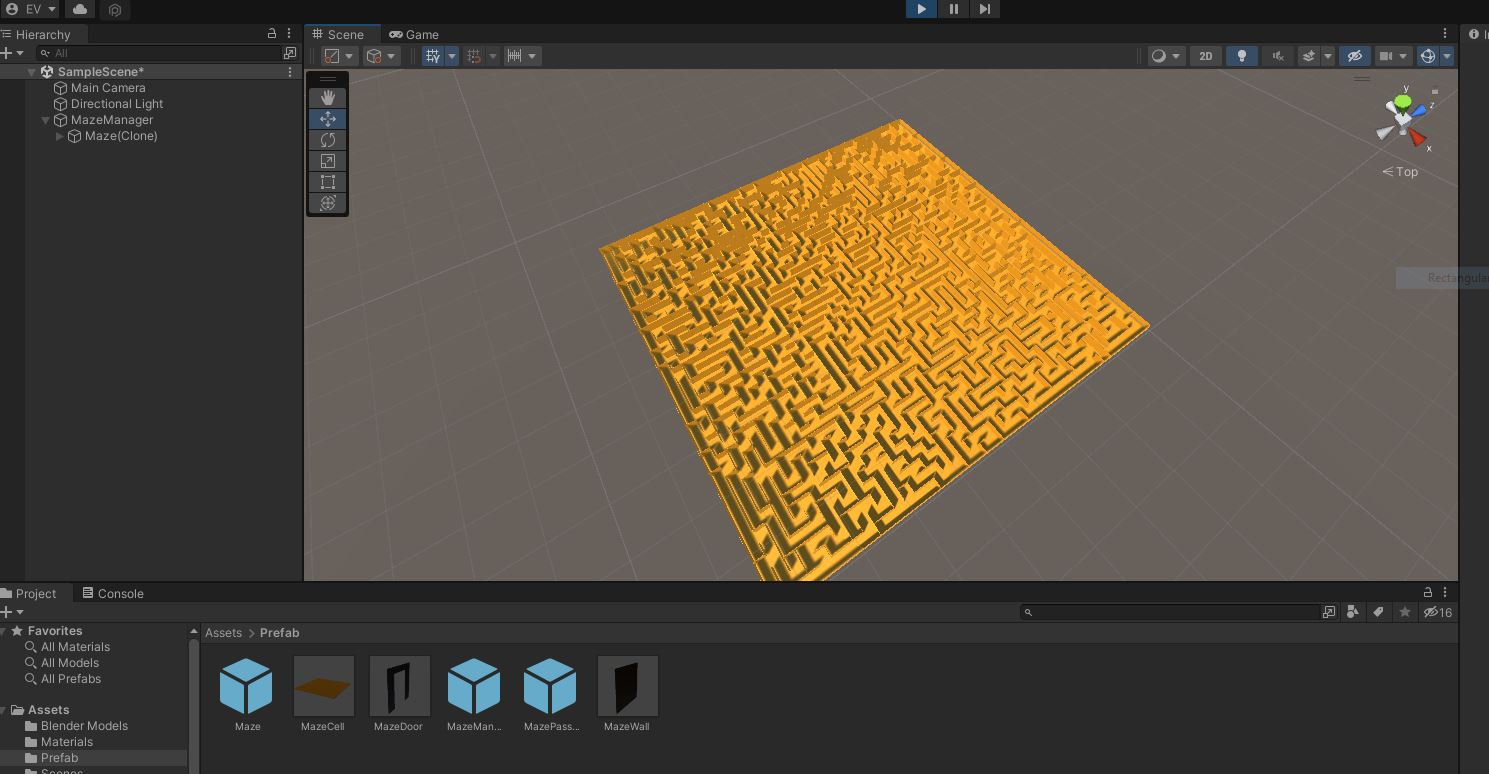 EV
Hierarchy
All
SampleScene*
Main Camera
Directional Light
MazeManager
Maze(Clone)
Scene
Game
2D
y
z
x
Top
Rectangula
Project
Console
16
Favorites
All Materials
All Models
All Prefabs
Assets
Blender Models
Materials
Prefab
Scenes
Assets > Prefab
Maze
MazeCell
MazeDoor
MazeMan...
MazePass...
MazeWall